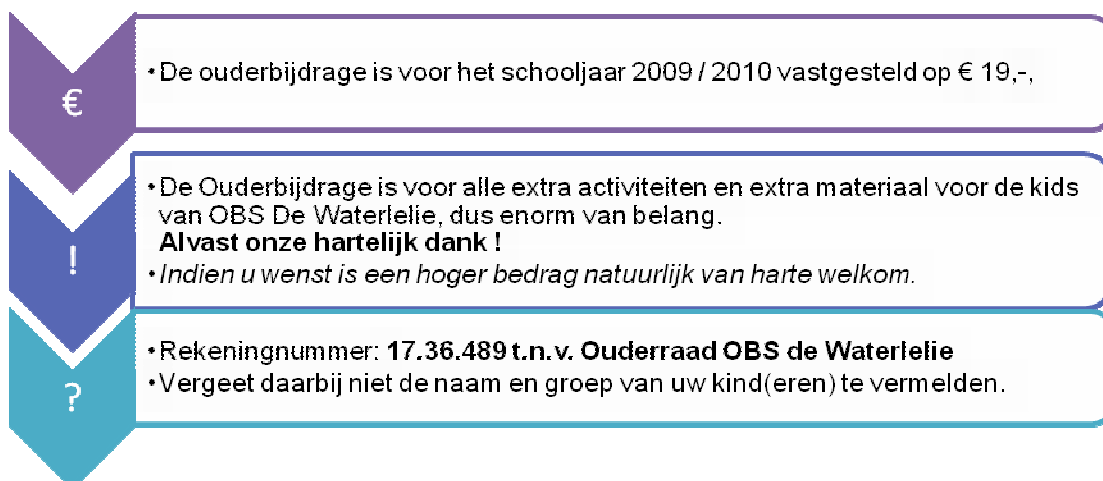 €
• De ouderbijdrage is voor het schooljaar 2009 / 2010 vastgesteld op € 19,-,
!
• De Ouderbijdrage is voor alle extra activiteiten en extra materiaal voor de kids
van OBS De Waterlelie, dus enorm van belang.
Alvast onze hartelijk dank !
• Indien u wenst is een hoger bedrag natuurlijk van harte welkom.
?
• Rekeningnummer: 17.36.489 t.n.v. Ouderraad OBS de Waterlelie
• Vergeet daarbij niet de naam en groep van uw kind(eren) te vermelden.